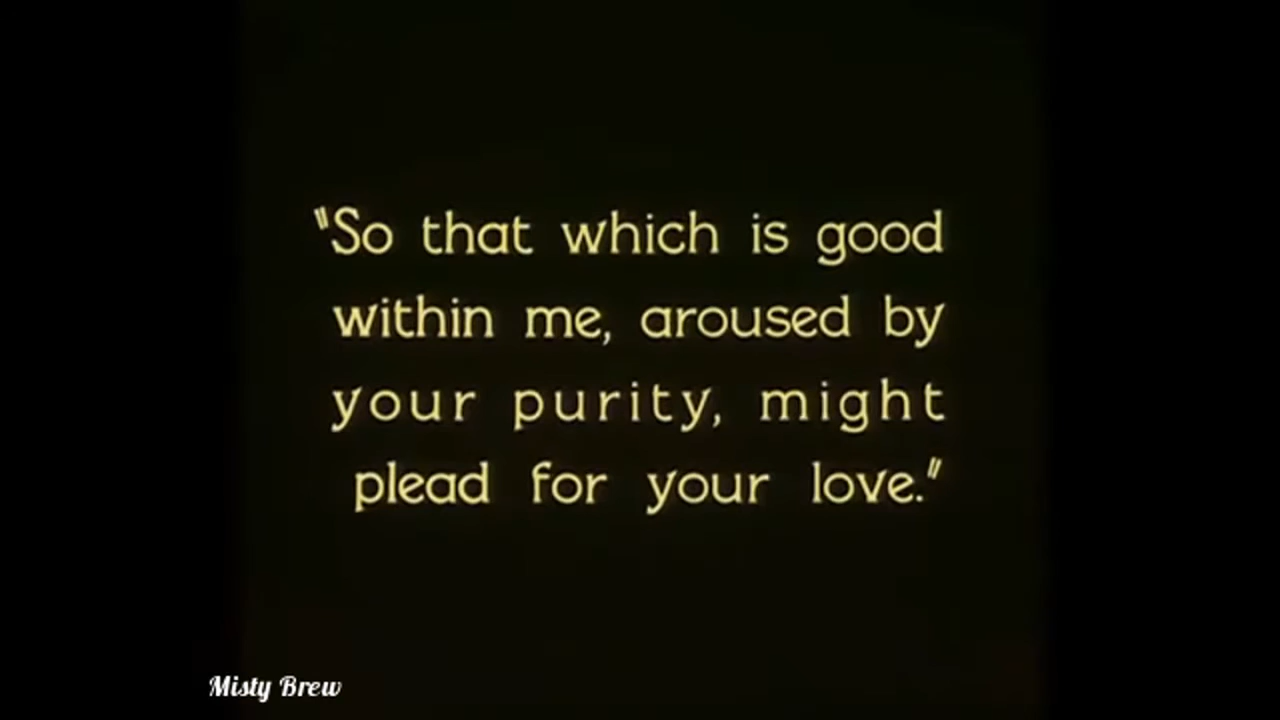 "So that which is good
within me, aroused by
your purity, might
plead for your love."
Misty Brew